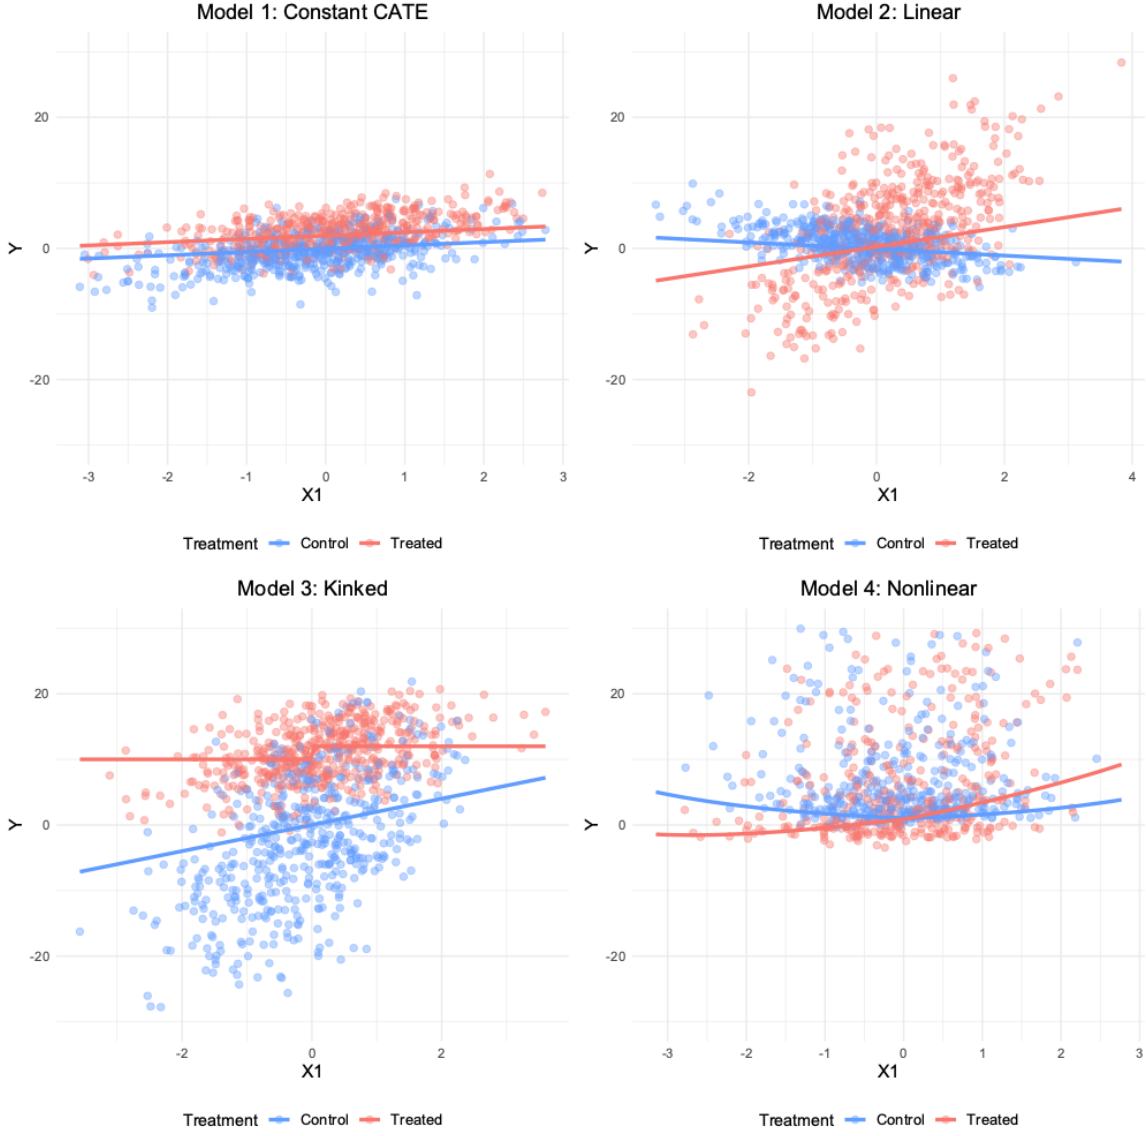 Model 1: Constant CATE
Y
20
0
-20
-3 -2 -1 0 1 2 3
X1
Treatment Control Treated
Model 2: Linear
Y
20
0
-20
-2 0 2 4
X1
Treatment Control Treated
Model 3: Kinked
Y
20
0
-20
-2 0 2
X1
Treatment Control Treated
Model 4: Nonlinear
Y
20
0
-20
-3 -2 -1 0 1 2 3
X1
Treatment Control Treated